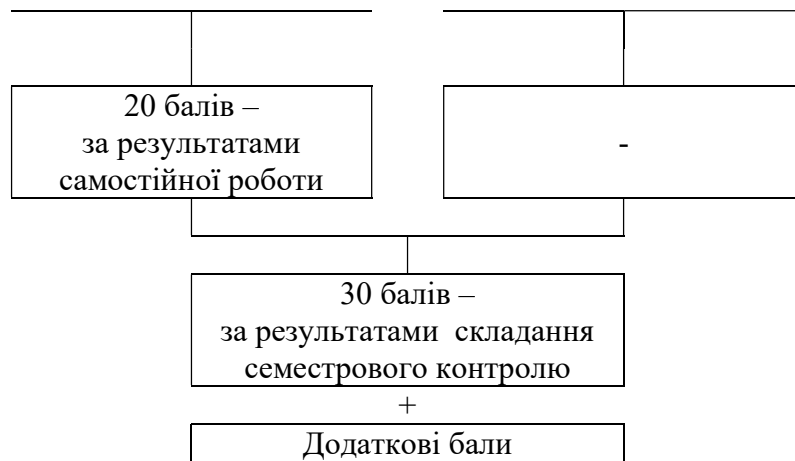 20 балів –
за результатами
самостійної роботи
-
30 балів –
за результатами  складання
семестрового контролю
+
Додаткові бали